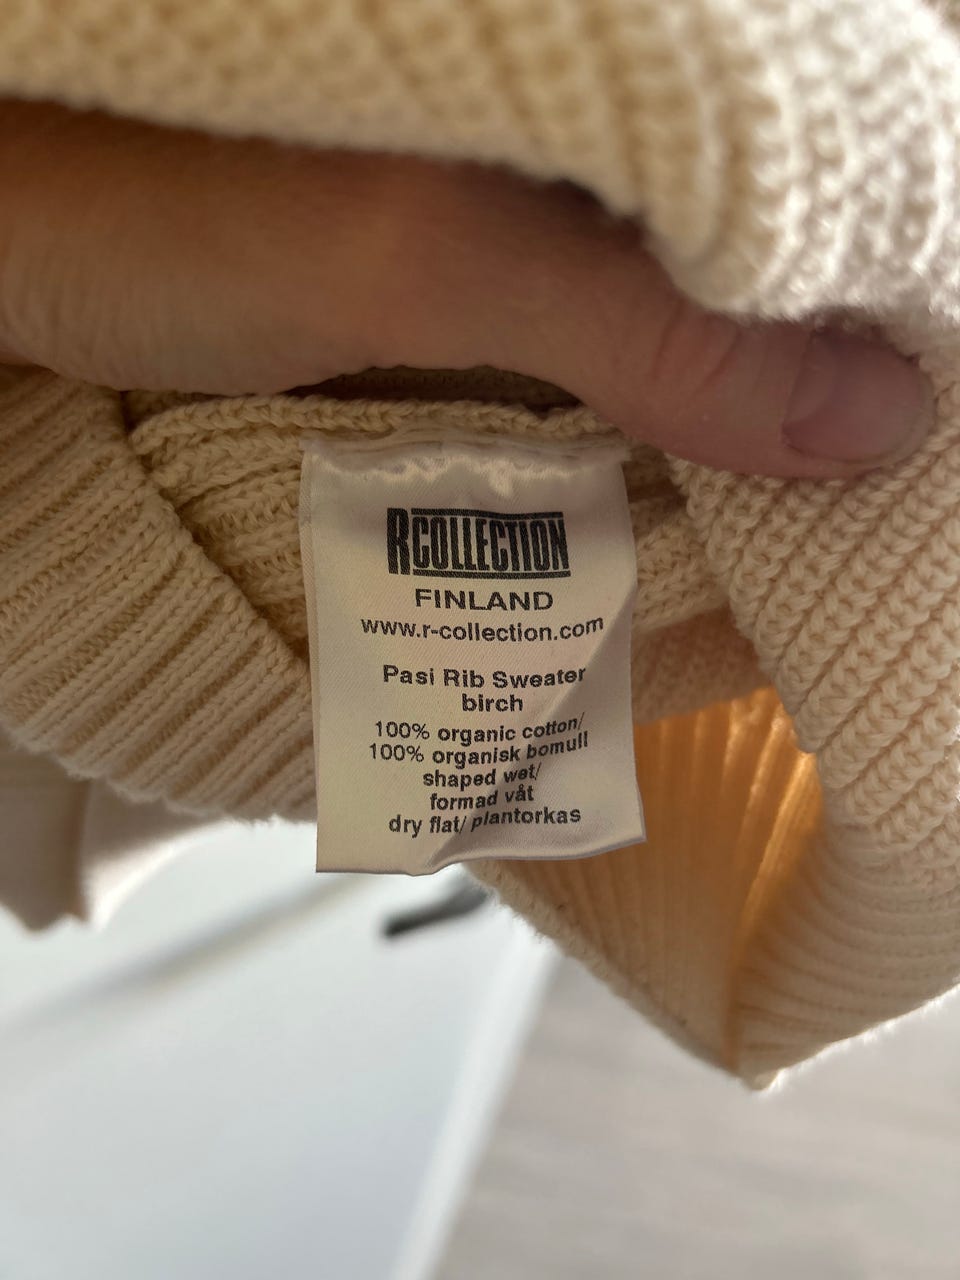 RCOLLECTION
FINLAND
www.r-collection.com
Pasi Rib Sweater
birch
100% organic cotton/
100% organisk bomull
shaped wet/
formad våt
dry flat/ plantorkas